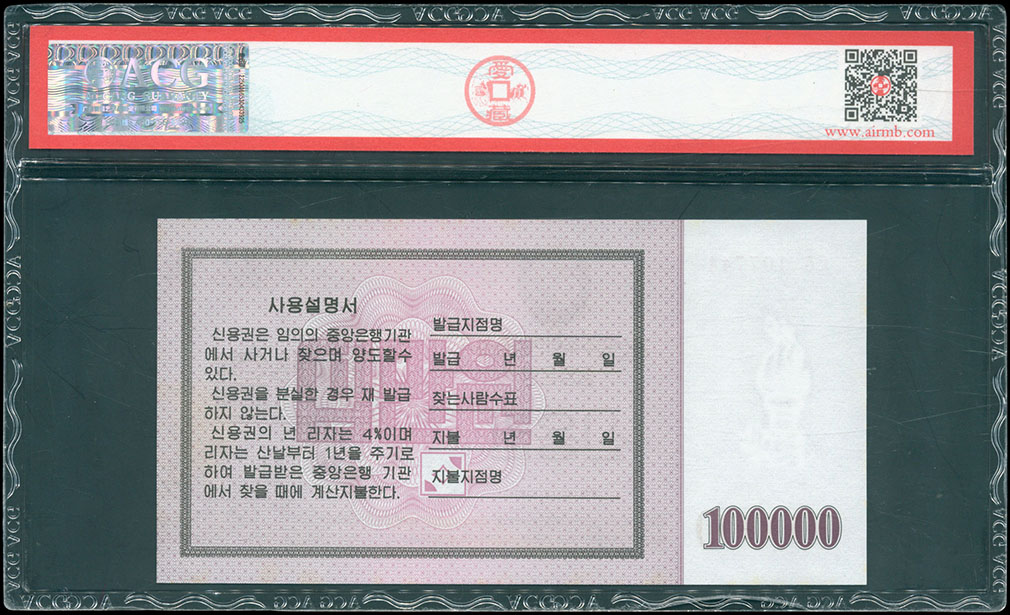 ACG
愛
藏
www.airmb.com
사용설명서
신용권은 임의의 중앙은행기관
에서 사거나 찾으며 양도할수
있다.
신용권을 분실한 경우 재 발급
하지 않는다.
신용권의 년 리자는 4%이며
리자는 산날부터 1년을 주기로
하여 발급받은 중앙은행 기관
에서 찾을 때에 계산지불한다.
발급지점명
발급 년 월 일
찾는사람수표
지불 년 월 일
지불지점명
100000